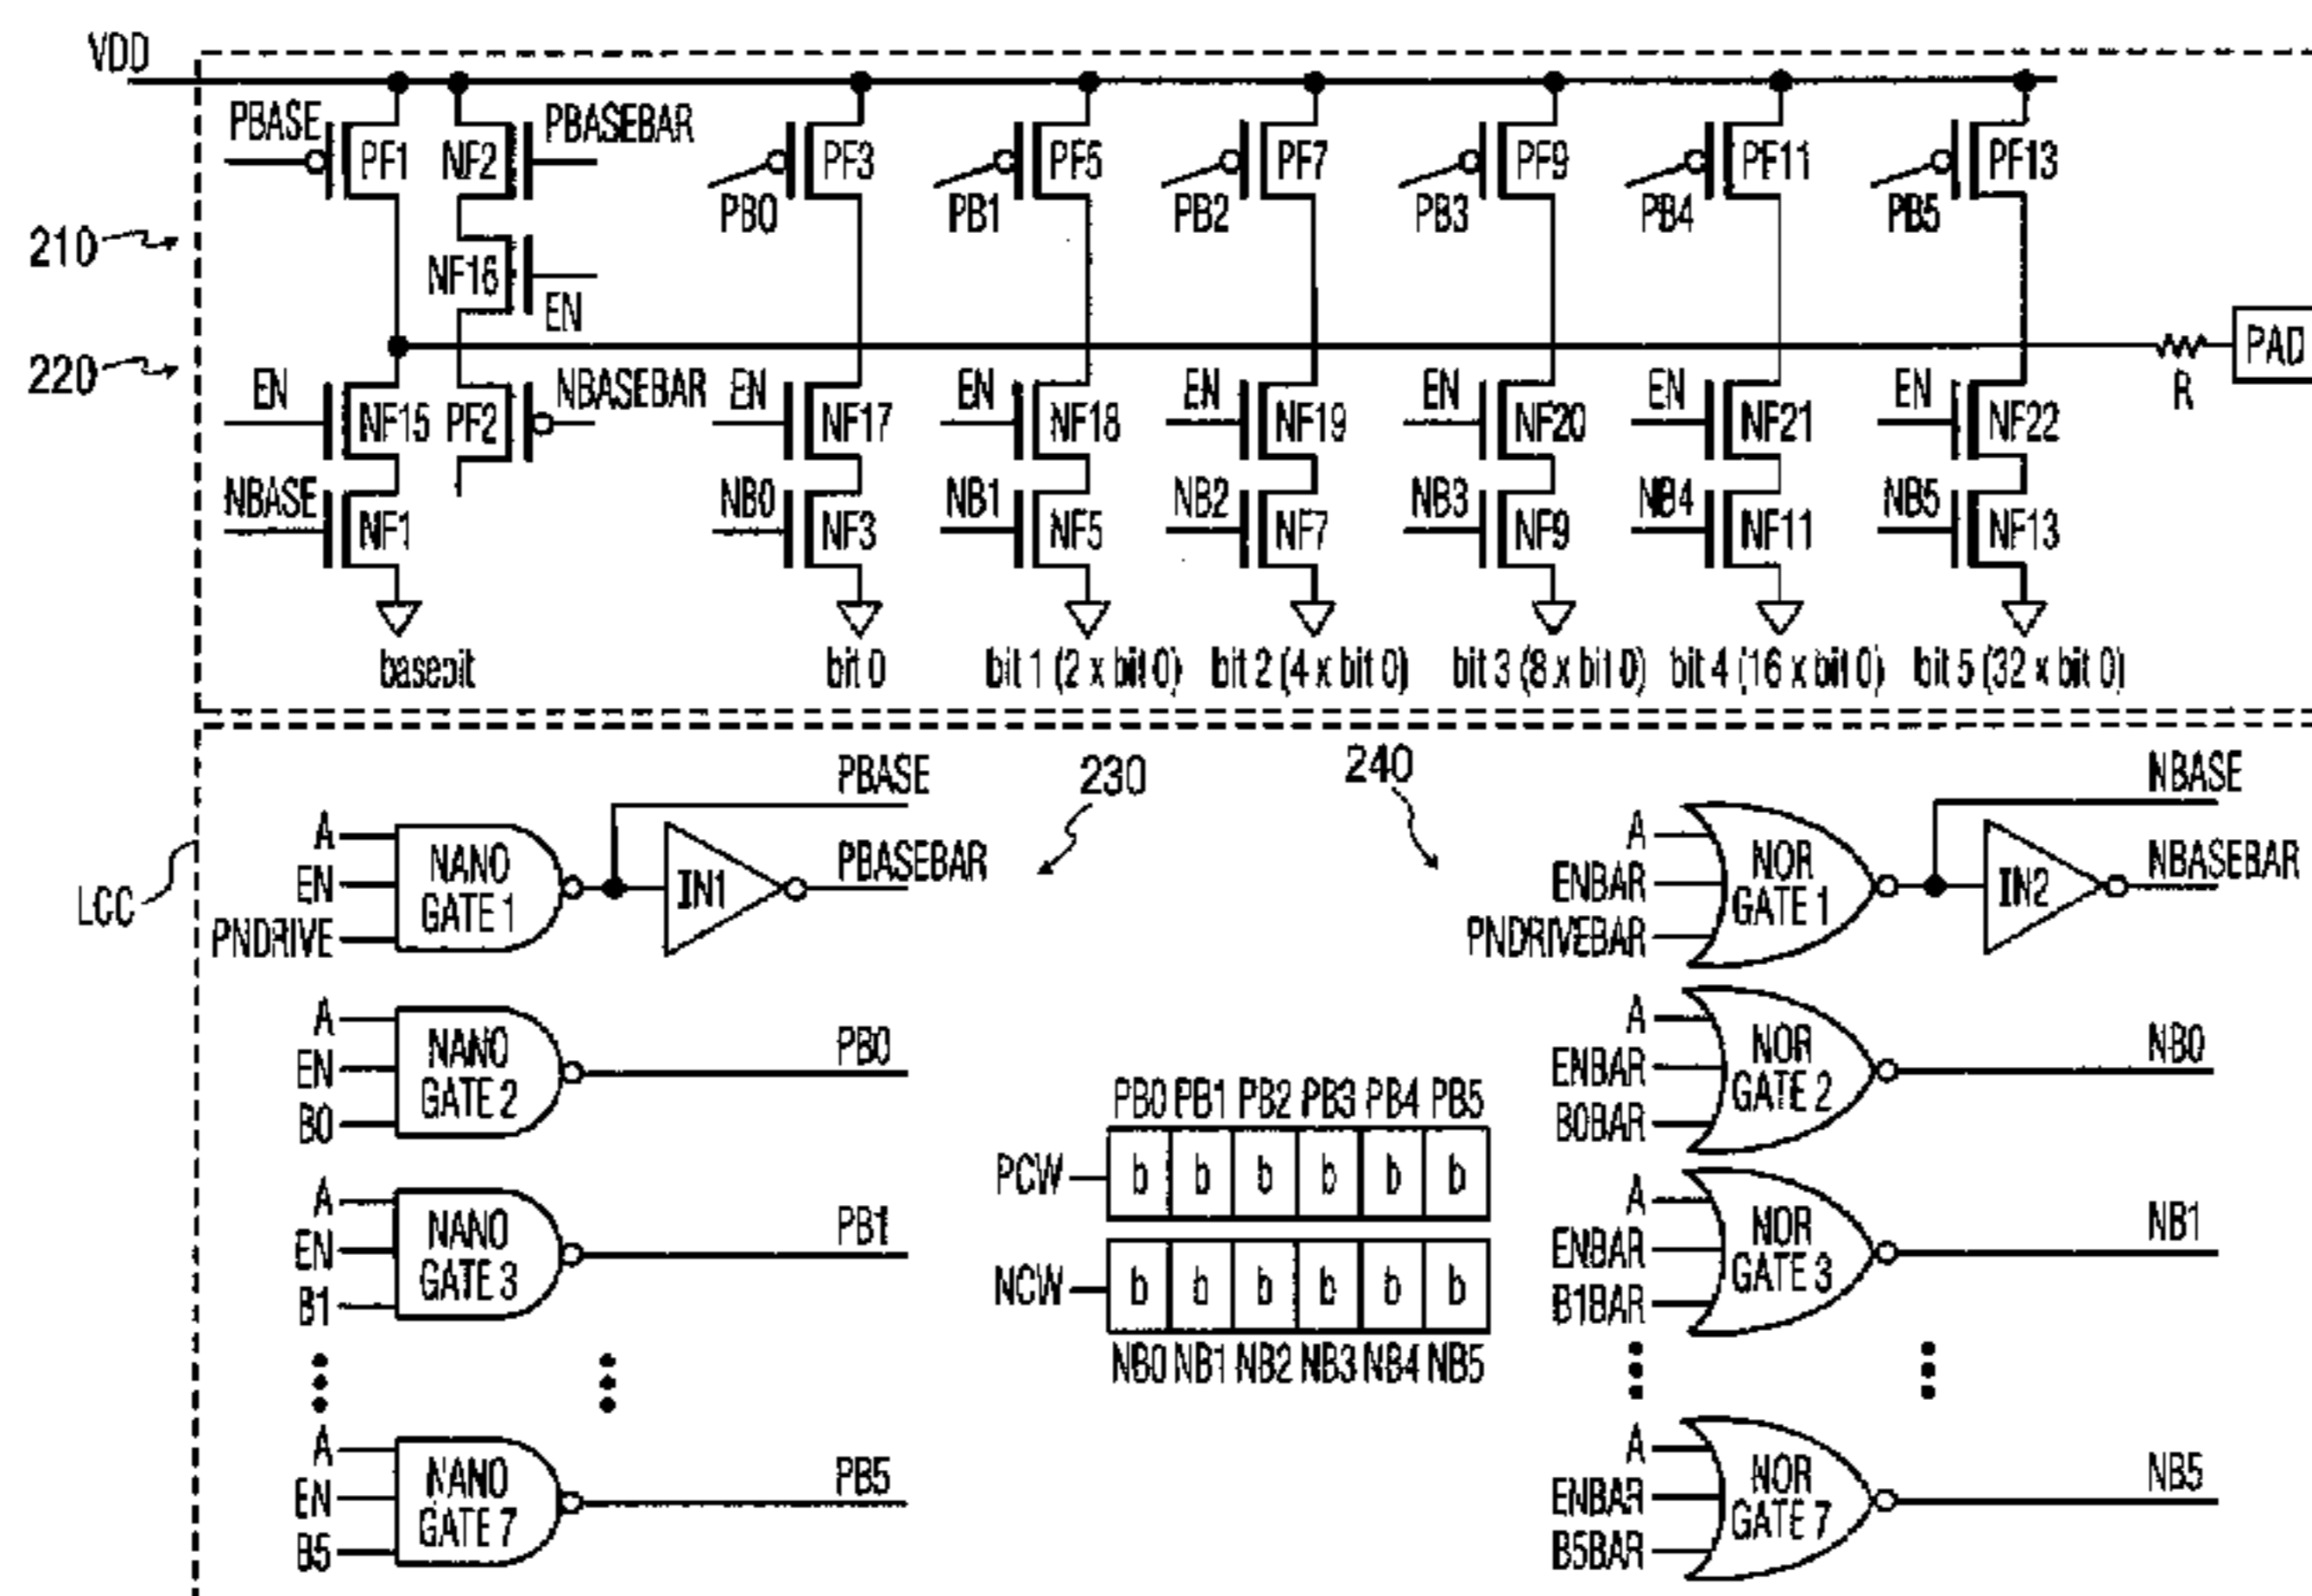 VDD
PBASE PF1 NF2 PBASEBAR PF3 PF5 PF7 PF9 PF11 PF13
PB0 PB1 PB2 PB3 PB4 PB5
210
NF16 EN
220
PAD
EN NF15 PF2 NBASEBAR EN NF17 EN NF18 EN NF19 EN NF20 EN NF21 EN NF22 R
NBASE NF1 NB0 NF3 NB1 NF5 NB2 NF7 NB3 NF9 NB4 NF11 NB5 NF13
basebit bit 0 bit 1 (2 x bit 0) bit 2 (4 x bit 0) bit 3 (8 x bit 0) bit 4 (16 x bit 0) bit 5 (32 x bit 0)
LCC
230
240
A
EN
PNDRIVE
NAND
GATE 1
IN1
PBASE
PBASEBAR
A
EN
B0
NAND
GATE 2
PB0
A
EN
B1
NAND
GATE 3
PB1
A
EN
B5
NAND
GATE 7
PB5
PB0 PB1 PB2 PB3 PB4 PB5
PCW b b b b b b
NCW b b b b b b
NB0 NB1 NB2 NB3 NB4 NB5
A
ENBAR
PNDRIVEBAR
NOR
GATE 1
IN2
NBASE
NBASEBAR
A
ENBAR
B0BAR
NOR
GATE 2
NB0
A
ENBAR
B1BAR
NOR
GATE 3
NB1
A
ENBAR
B5BAR
NOR
GATE 7
NB5